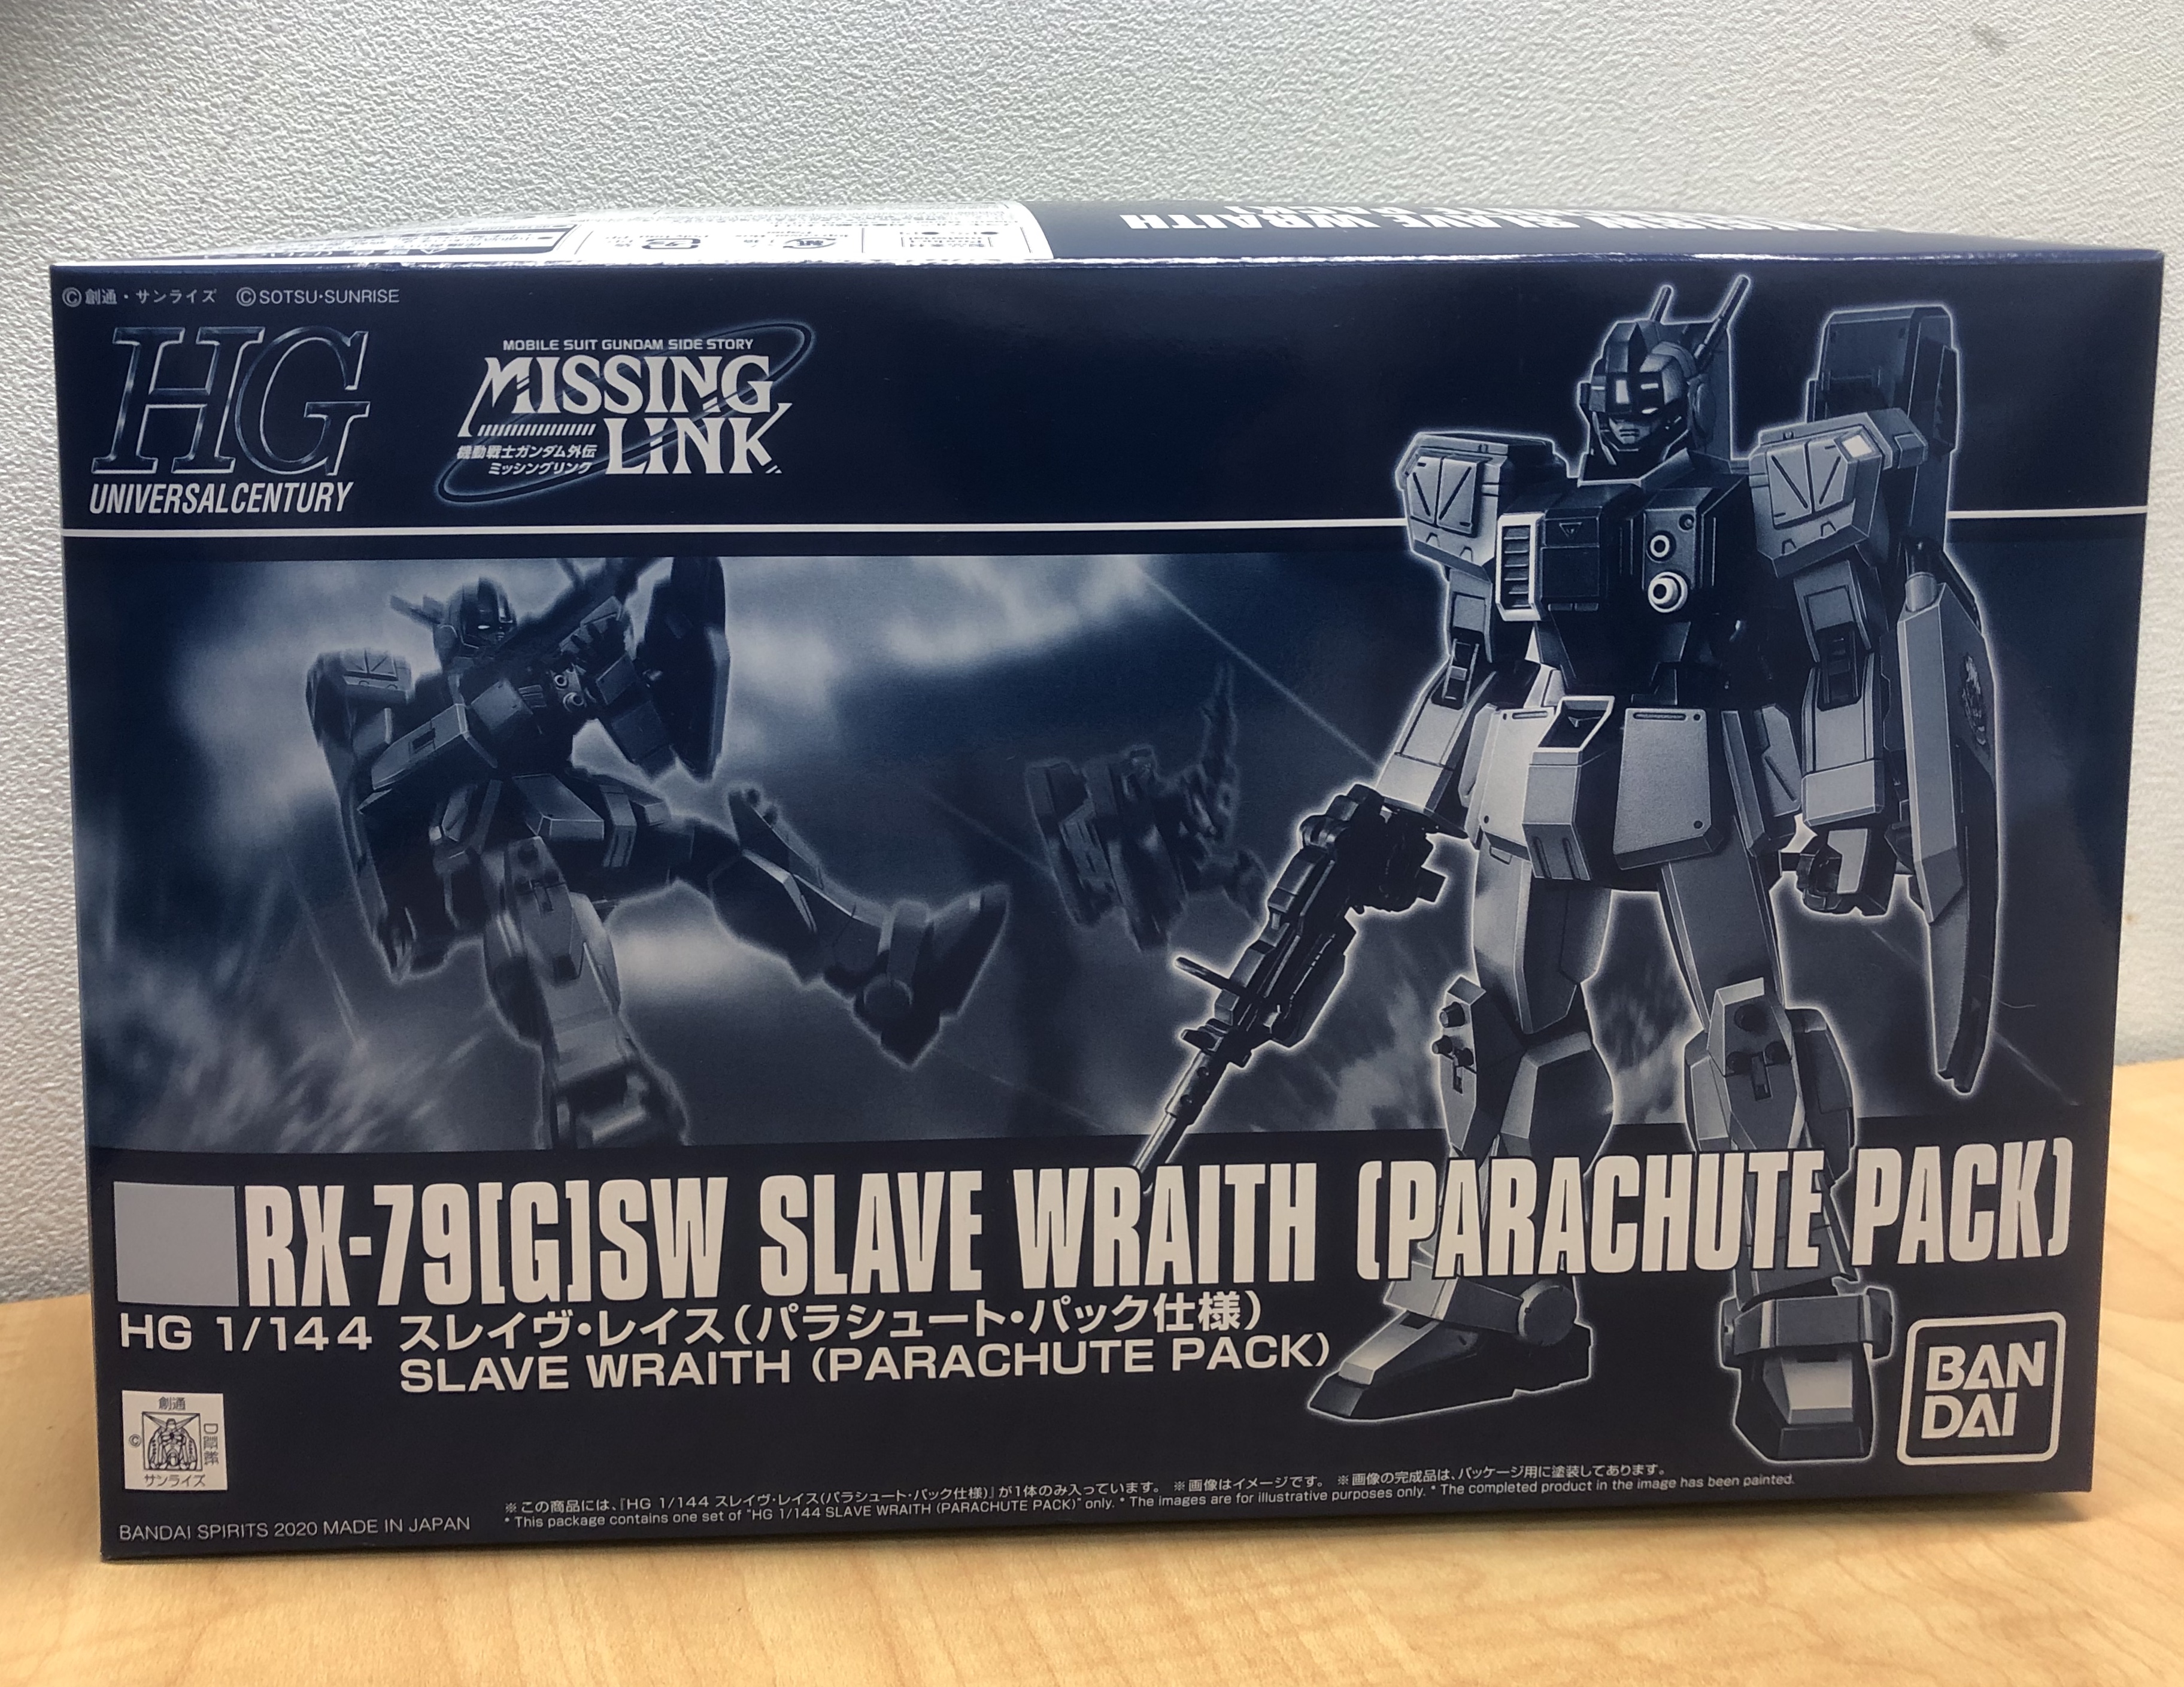 SLAVE WRAITH
©創通・サンライズ ©SOTSU・SUNRISE
HG
UNIVERSALCENTURY
MOBILE SUIT GUNDAM SIDE STORY
MISSING
LINK
機動戦士ガンダム外伝
ミッシングリンク
RX-79[G]SW SLAVE WRAITH (PARACHUTE PACK)
HG 1/144 スレイヴ・レイス(パラシュート・パック仕様)
SLAVE WRAITH (PARACHUTE PACK)
BAN
DAI
創通
©
サンライズ
※この商品には、『HG 1/144 スレイヴ・レイス(パラシュート・パック仕様)』が1体のみ入っています。 ※画像はイメージです。 ※画像の完成品は、パッケージ用に塗装してあります。
* This package contains one set of "HG 1/144 SLAVE WRAITH (PARACHUTE PACK)" only. * The images are for illustrative purposes only. * The completed product in the image has been painted.
BANDAI SPIRITS 2020 MADE IN JAPAN